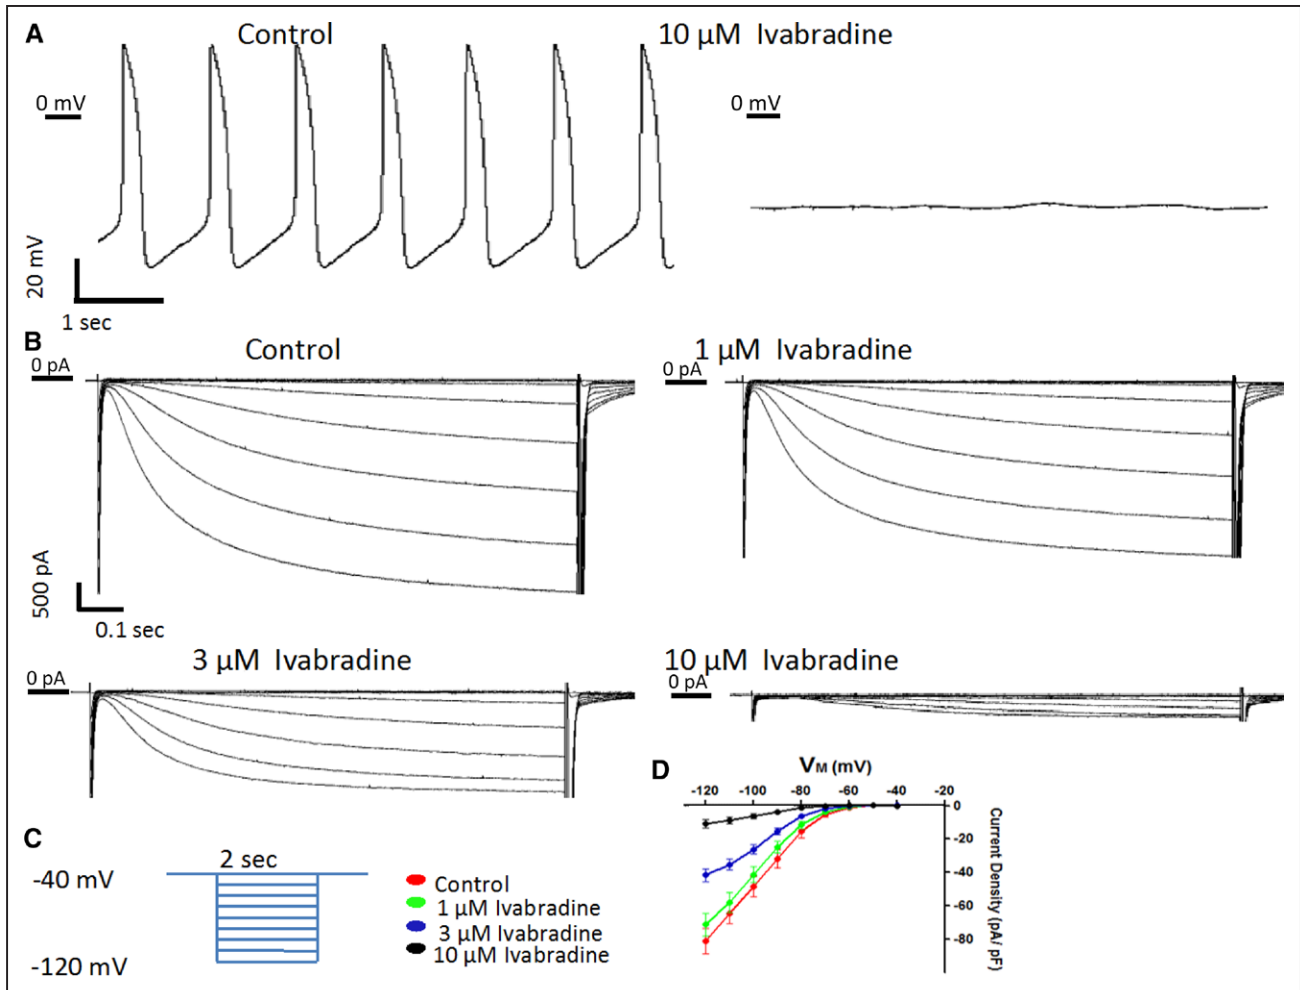 A
Control
10 µM Ivabradine
0 mV
0 mV
20 mV
1 sec
B
Control
1 µM Ivabradine
0 pA
0 pA
500 pA
0.1 sec
3 µM Ivabradine
10 µM Ivabradine
0 pA
0 pA
D
VM (mV)
-120 -100 -80 -60 -40 -20
0
-20
-40
-60
-80
Current Density (pA/ pF)
C
2 sec
-40 mV
-120 mV
Control
1 µM Ivabradine
3 µM Ivabradine
10 µM Ivabradine